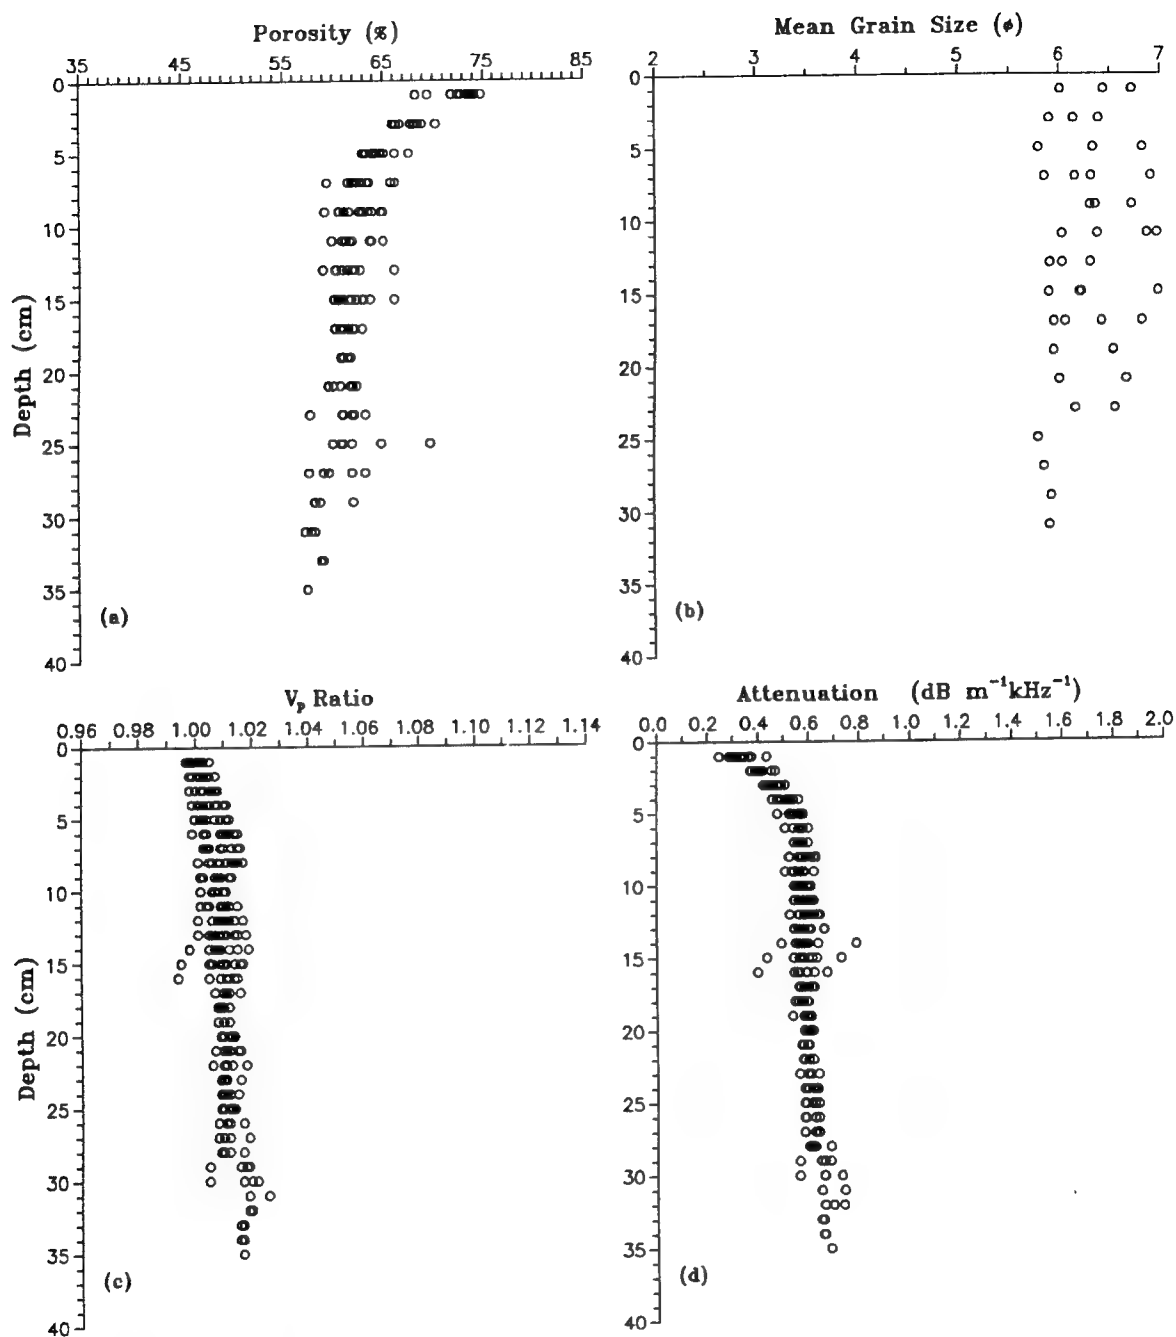 Porosity (%)
35 45 55 65 75 85
0
5
10
15
20
25
30
35
40
Depth (cm)
(a)
Mean Grain Size (ϕ)
2 3 4 5 6 7
0
5
10
15
20
25
30
35
40
(b)
Vp Ratio
0.96 0.98 1.00 1.02 1.04 1.06 1.08 1.10 1.12 1.14
0
5
10
15
20
25
30
35
40
Depth (cm)
(c)
Attenuation (dB m⁻¹kHz⁻¹)
0.0 0.2 0.4 0.6 0.8 1.0 1.2 1.4 1.6 1.8 2.0
0
5
10
15
20
25
30
35
40
(d)